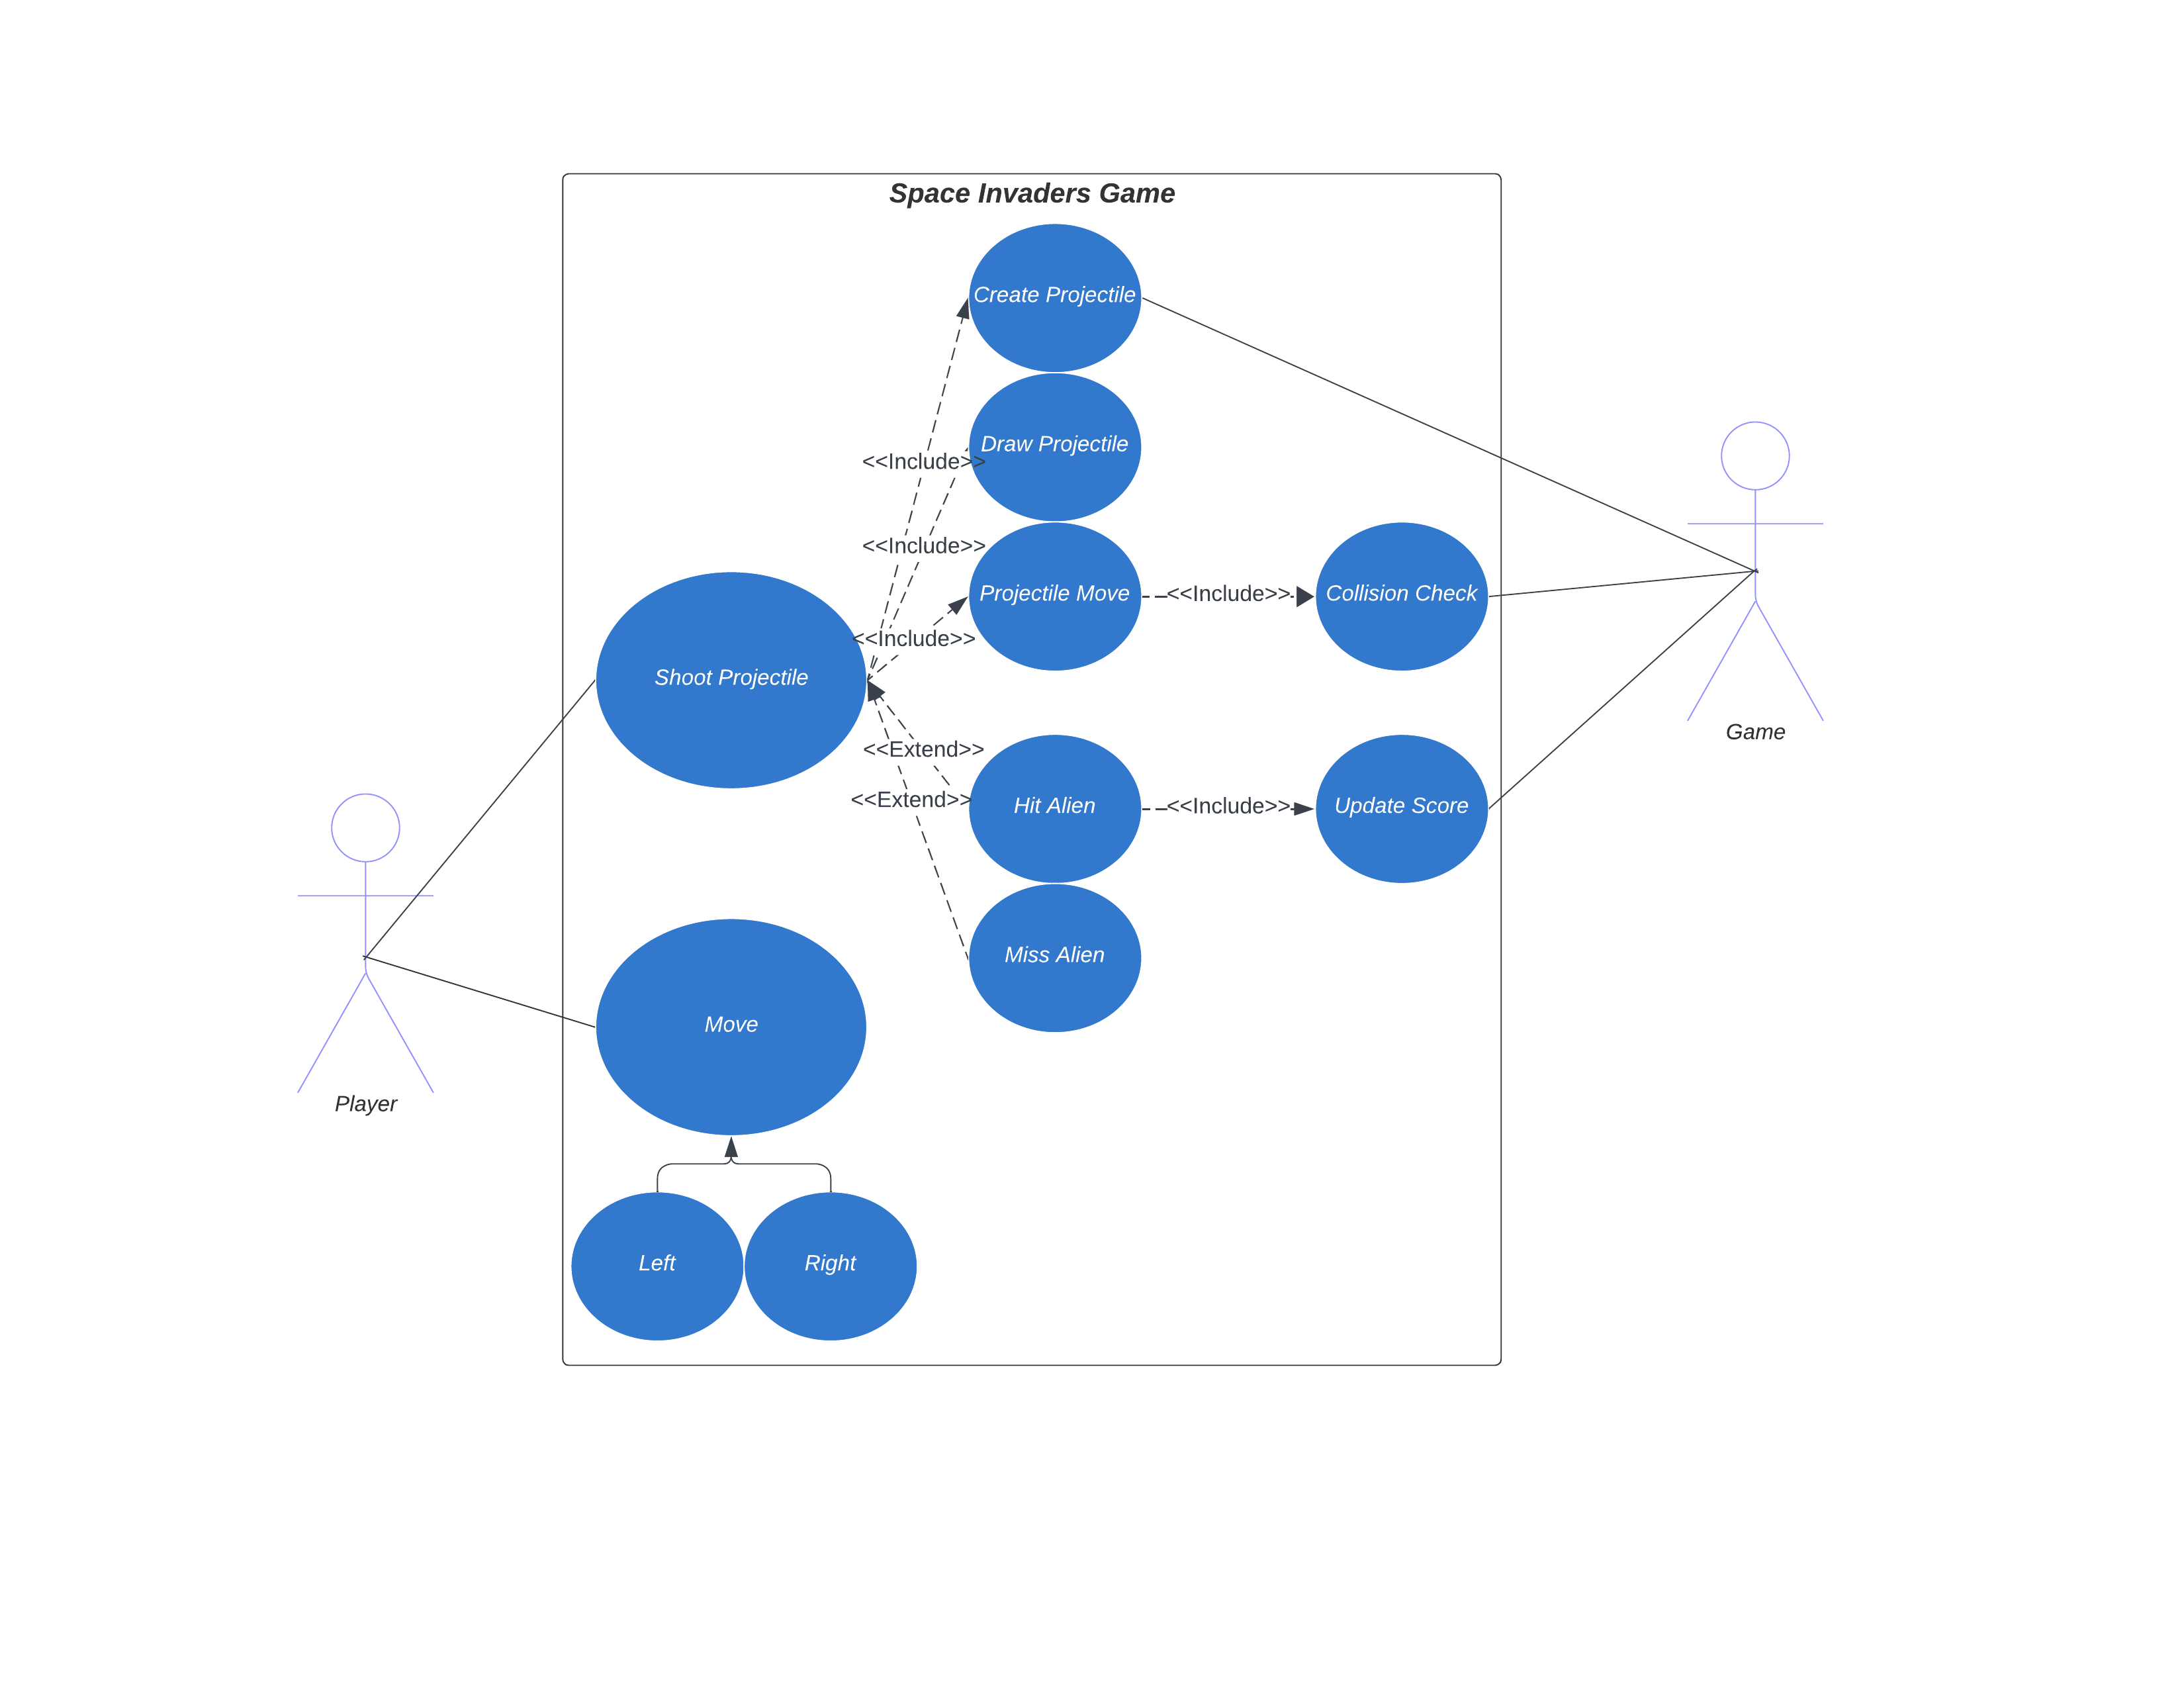 Space Invaders Game
Create Projectile
Draw Projectile
<<Include>>
<<Include>>
Projectile Move
<<Include>>
Collision Check
<<Include>>
Shoot Projectile
Game
<<Extend>>
<<Extend>>
Hit Alien
<<Include>>
Update Score
Miss Alien
Move
Player
Left
Right